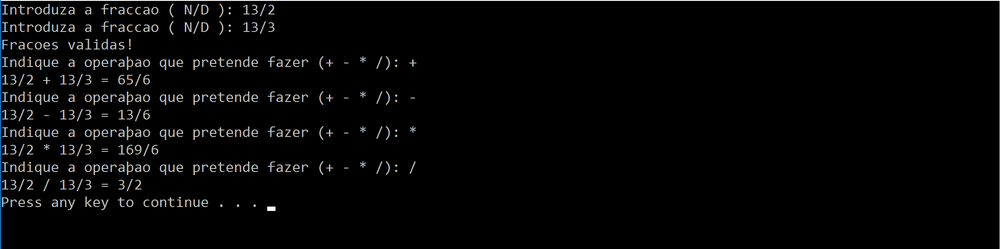 Introduza a fraccao ( N/D ): 13/2
Introduza a fraccao ( N/D ): 13/3
Fracoes validas!
Indique a operaþao que pretende fazer (+ - * /): +
13/2 + 13/3 = 65/6
Indique a operaþao que pretende fazer (+ - * /): -
13/2 - 13/3 = 13/6
Indique a operaþao que pretende fazer (+ - * /): *
13/2 * 13/3 = 169/6
Indique a operaþao que pretende fazer (+ - * /): /
13/2 / 13/3 = 3/2
Press any key to continue . . .